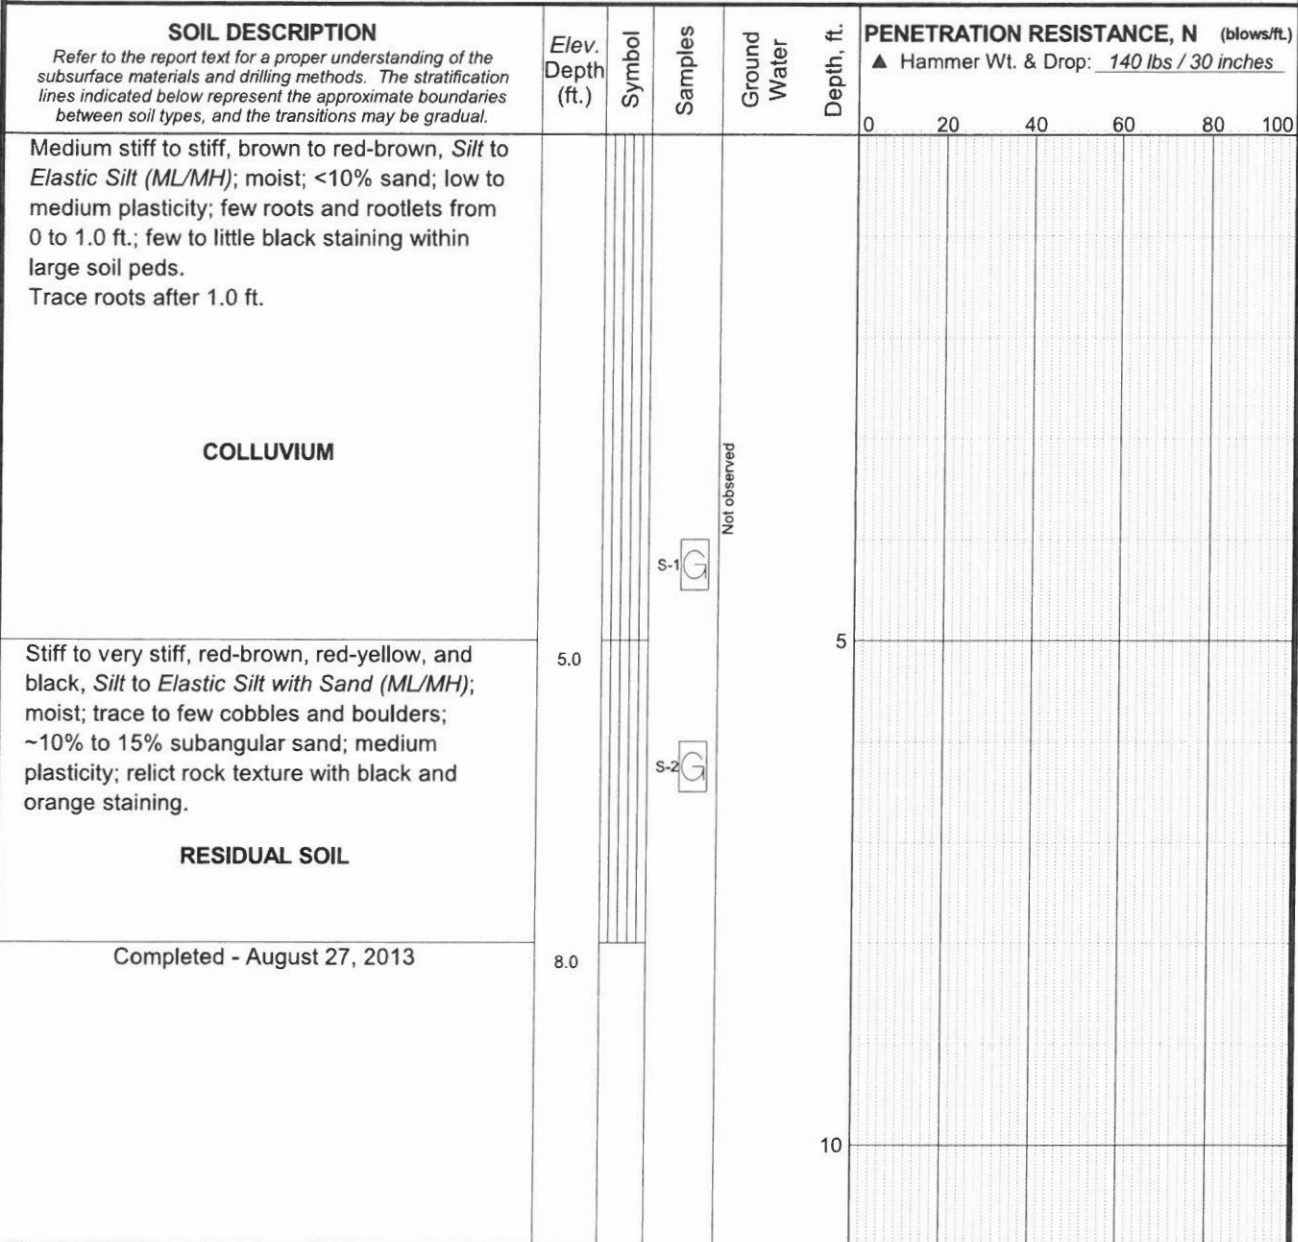 SOIL DESCRIPTION
Refer to the report text for a proper understanding of the
subsurface materials and drilling methods. The stratification
lines indicated below represent the approximate boundaries
between soil types, and the transitions may be gradual.
Elev.
Depth
(ft.)
Symbol
Samples
Ground
Water
Depth, ft.
PENETRATION RESISTANCE, N (blows/ft.)
▲ Hammer Wt. & Drop: 140 lbs / 30 inches
0 20 40 60 80 100
Medium stiff to stiff, brown to red-brown, Silt to
Elastic Silt (ML/MH); moist; <10% sand; low to
medium plasticity; few roots and rootlets from
0 to 1.0 ft.; few to little black staining within
large soil peds.
Trace roots after 1.0 ft.
COLLUVIUM
Not observed
S-1 G
5
Stiff to very stiff, red-brown, red-yellow, and
black, Silt to Elastic Silt with Sand (ML/MH);
moist; trace to few cobbles and boulders;
~10% to 15% subangular sand; medium
plasticity; relict rock texture with black and
orange staining.
5.0
S-2 G
RESIDUAL SOIL
Completed - August 27, 2013
8.0
10